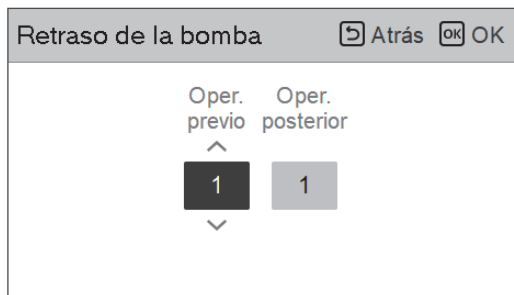 Retraso de la bomba Atrás OK OK
Oper. Oper.
previo posterior
1 1